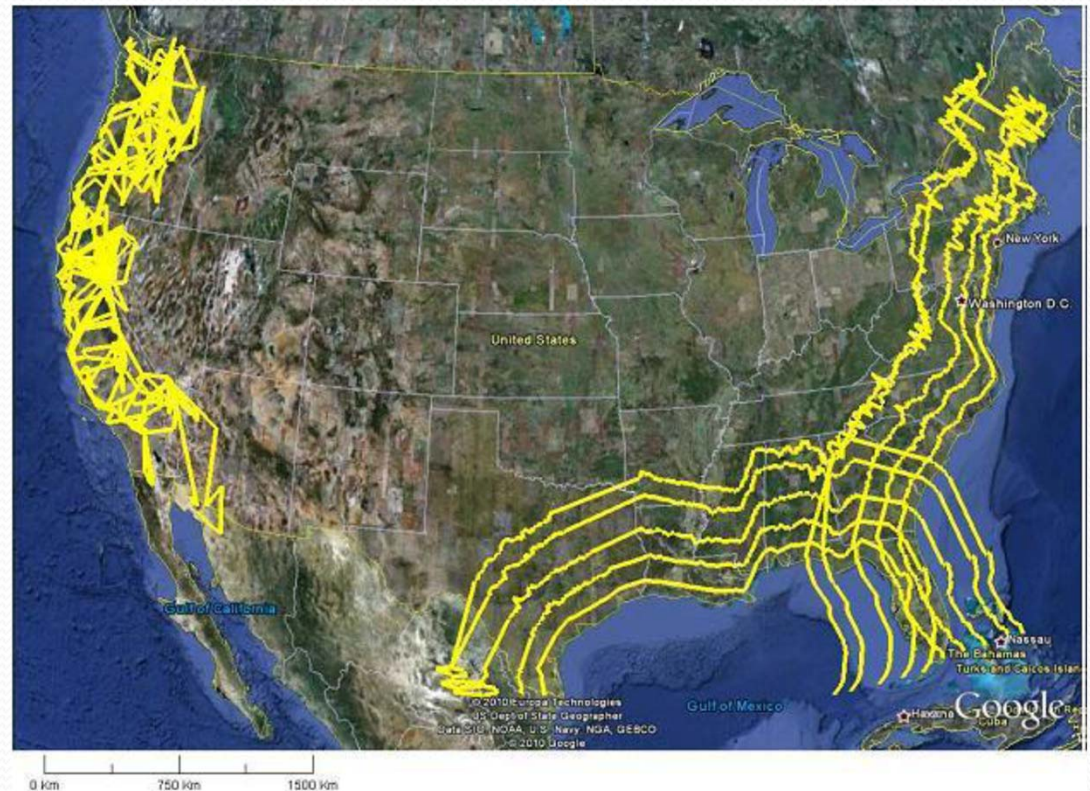 New York
Washington D.C.
United States
Gulf of California
Nassau
The Bahamas
Turks and Caicos Islan
© 2010 Europa Technologies
US Dept of State Geographer
Data SIO, NOAA, U.S. Navy, NGA, GEBCO
© 2010 Google
Gulf of Mexico
Havana
Google
Cuba
0 Km
750 Km
1500 Km